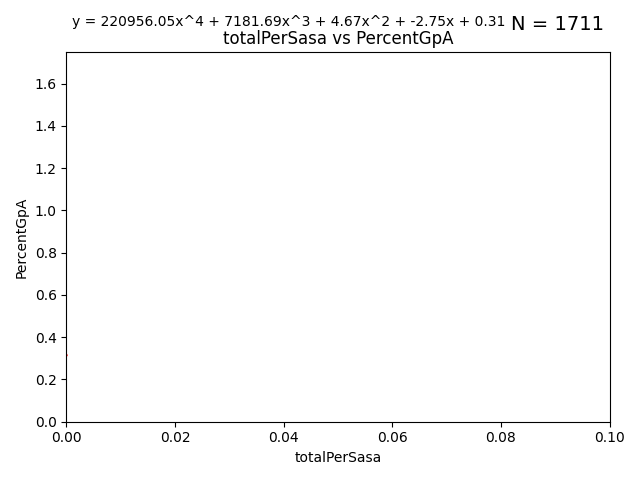 y = 220956.05x^4 + 7181.69x^3 + 4.67x^2 + -2.75x + 0.31 N = 1711
totalPerSasa vs PercentGpA
1.6
1.4
1.2
1.0
PercentGpA
0.8
0.6
0.4
0.2
0.0
0.00 0.02 0.04 0.06 0.08 0.10
totalPerSasa